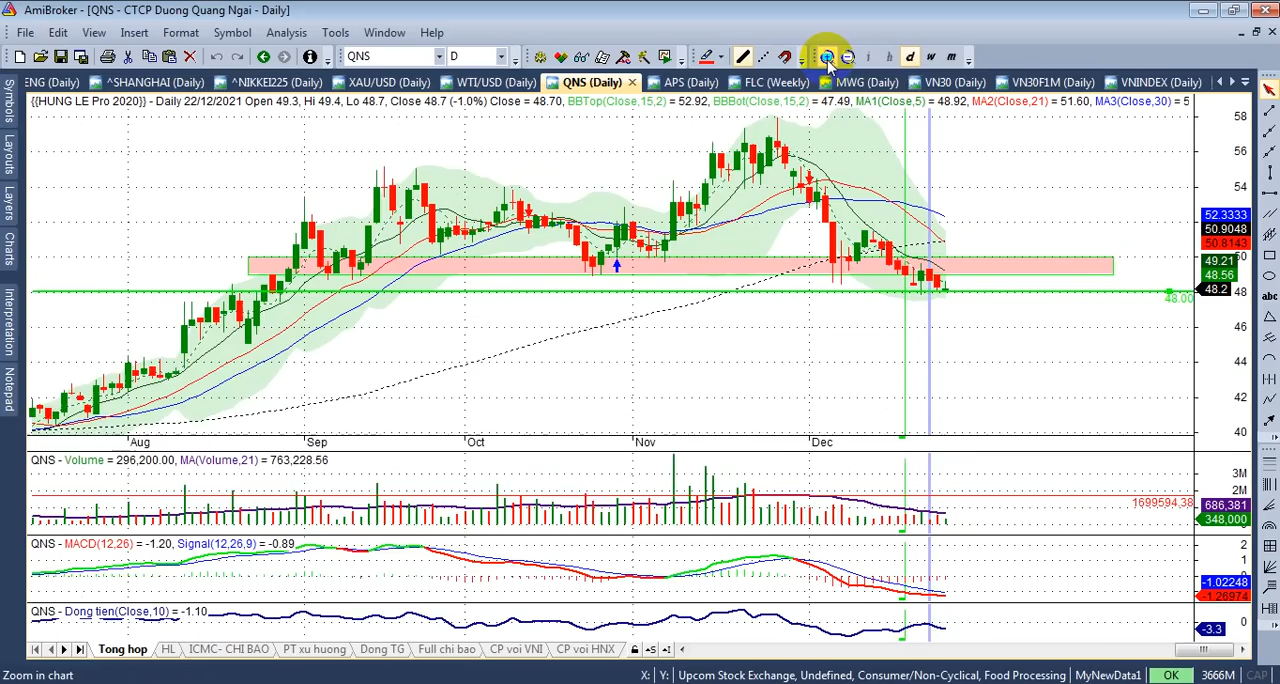 AmiBroker - [QNS - CTCP Duong Quang Ngai - Daily]
File Edit View Insert Format Symbol Analysis Tools Window Help
QNS D i h d w m
ENG (Daily) ^SHANGHAI (Daily) ^NIKKEI225 (Daily) XAU/USD (Daily) WTI/USD (Daily) QNS (Daily) APS (Daily) FLC (Weekly) MWG (Daily) VN30 (Daily) VN30F1M (Daily) VNINDEX (Daily)
{{HUNG LE Pro 2020}} - Daily 22/12/2021 Open 49.3, Hi 49.4, Lo 48.7, Close 48.7 (-1.0%) Close = 48.70, BBTop(Close,15,2) = 52.92, BBBot(Close,15,2) = 47.49, MA1(Close,5) = 48.92, MA2(Close,21) = 51.60, MA3(Close,30) = 5
Symbols
Layouts
Layers
Charts
Interpretation
Notepad
58
56
54
52.3333
50.9048
50.8143
50
49.21
48.56
48.2
48
48.00
46
44
42
40
Aug Sep Oct Nov Dec
QNS - Volume = 296,200.00, MA(Volume,21) = 763,228.56
3M
2M
1699594.38
686,381
348,000
QNS - MACD(12,26) = -1.20, Signal(12,26,9) = -0.89
2
1
0
-1.02248
-1.26974
QNS - Dong tien(Close,10) = -1.10
0
-3.3
Tong hop HL ICMC- CHI BAO PT xu huong Dong TG Full chi bao CP voi VNI CP voi HNX
Zoom in chart X: Y: Upcom Stock Exchange, Undefined, Consumer/Non-Cyclical, Food Processing MyNewData1 OK 3666M CAP
abc